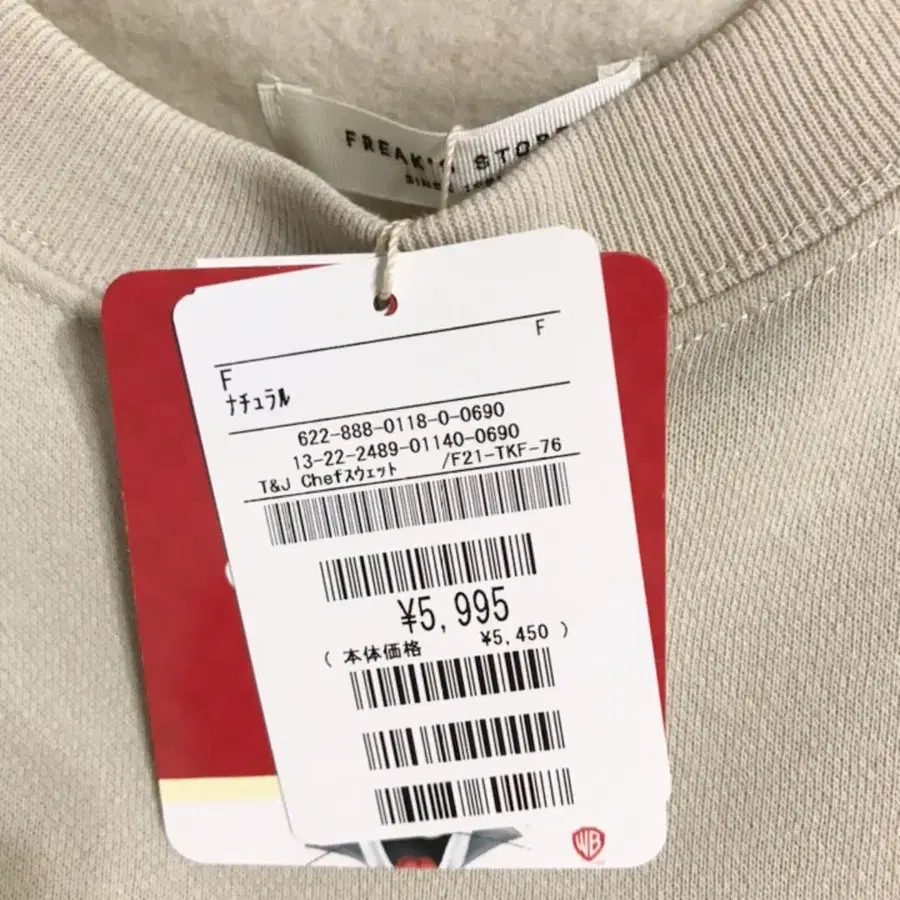 FREAK'S STORE
SINCE
F
F
ナチュラル
622-888-0118-0-0690
13-22-2489-01140-0690
T&J Chefスウェット /F21-TKF-76
¥5,995
( 本体価格 ¥5,450 )
WB